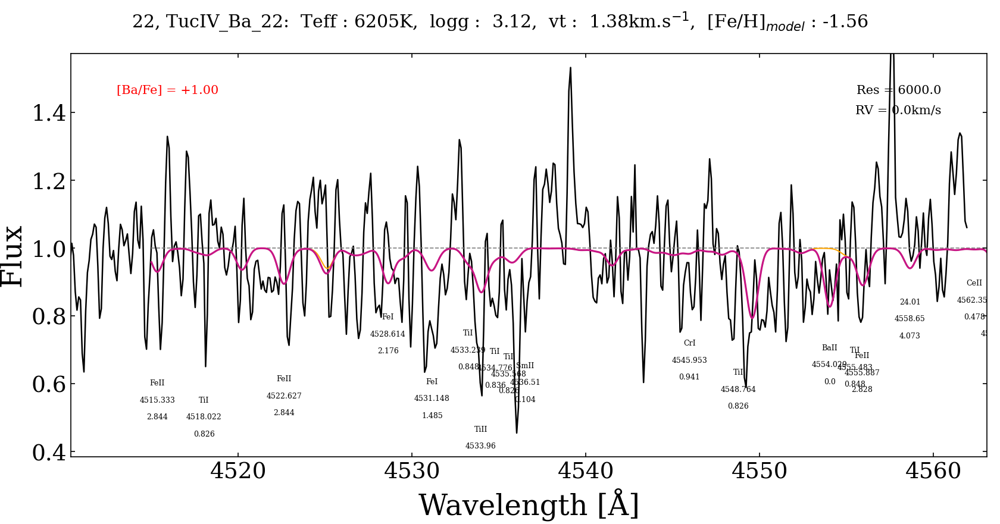 22, TucIV_Ba_22: Teff : 6205K, logg : 3.12, vt : 1.38km.s⁻¹, [Fe/H]model : -1.56
[Ba/Fe] = +1.00
Res = 6000.0
RV = 0.0km/s
Flux
1.4
1.2
1.0
0.8
0.6
0.4
FeII
4515.333
2.844
TiI
4518.022
0.826
FeII
4522.627
2.844
FeI
4528.614
2.176
FeI
4531.148
1.485
TiI
4533.239
0.848
TiII
4533.96
TiI
4534.776
0.836
TiI
4535.568
0.826
SmII
4536.51
0.104
CrI
4545.953
0.941
TiI
4548.764
0.826
BaII
4554.029
0.0
TiI
4555.483
0.848
FeII
4555.887
2.828
24.01
4558.65
4.073
CeII
4562.35
0.478
4520
4530
4540
4550
4560
Wavelength [Å]